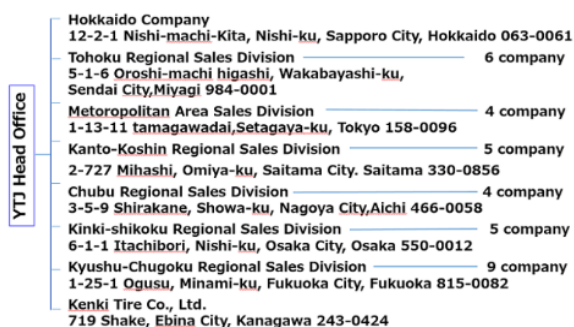 YTJ Head Office
Hokkaido Company
12-2-1 Nishi-machi-Kita, Nishi-ku, Sapporo City, Hokkaido 063-0061
Tohoku Regional Sales Division 6 company
5-1-6 Oroshi-machi higashi, Wakabayashi-ku,
Sendai City,Miyagi 984-0001
Metoropolitan Area Sales Division 4 company
1-13-11 tamagawadai,Setagaya-ku, Tokyo 158-0096
Kanto-Koshin Regional Sales Division 5 company
2-727 Mihashi, Omiya-ku, Saitama City. Saitama 330-0856
Chubu Regional Sales Division 4 company
3-5-9 Shirakane, Showa-ku, Nagoya City,Aichi 466-0058
Kinki-shikoku Regional Sales Division 5 company
6-1-1 Itachibori, Nishi-ku, Osaka City, Osaka 550-0012
Kyushu-Chugoku Regional Sales Division 9 company
1-25-1 Ogusu, Minami-ku, Fukuoka City, Fukuoka 815-0082
Kenki Tire Co., Ltd.
719 Shake, Ebina City, Kanagawa 243-0424